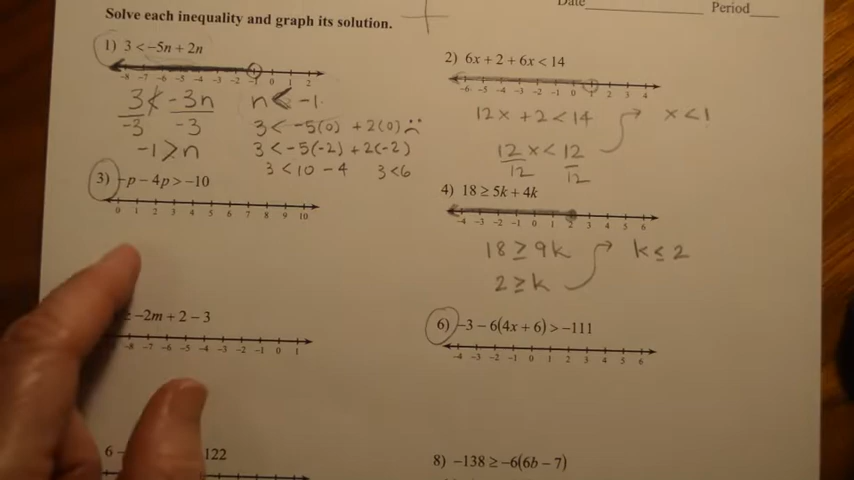 Date____________ Period____
Solve each inequality and graph its solution.
1) 3 < −5n + 2n
-8 -7 -6 -5 -4 -3 -2 -1 0 1 2
3 < -3n
-3 -3
-1 > n
n < -1
3 < -5(0) + 2(0)
3 < -5(-2) + 2(-2)
3 < 10 - 4 3 < 6
2) 6x + 2 + 6x < 14
-6 -5 -4 -3 -2 -1 0 1 2 3 4
12x + 2 < 14
12x < 12
12 12
x < 1
3) −p − 4p > −10
0 1 2 3 4 5 6 7 8 9 10
4) 18 ≥ 5k + 4k
-4 -3 -2 -1 0 1 2 3 4 5 6
18 ≥ 9k
2 ≥ k
k ≤ 2
≥ −2m + 2 − 3
-8 -7 -6 -5 -4 -3 -2 -1 0 1
6) −3 − 6(4x + 6) > −111
-4 -3 -2 -1 0 1 2 3 4 5 6
6 − 122
8) −138 ≥ −6(6b − 7)